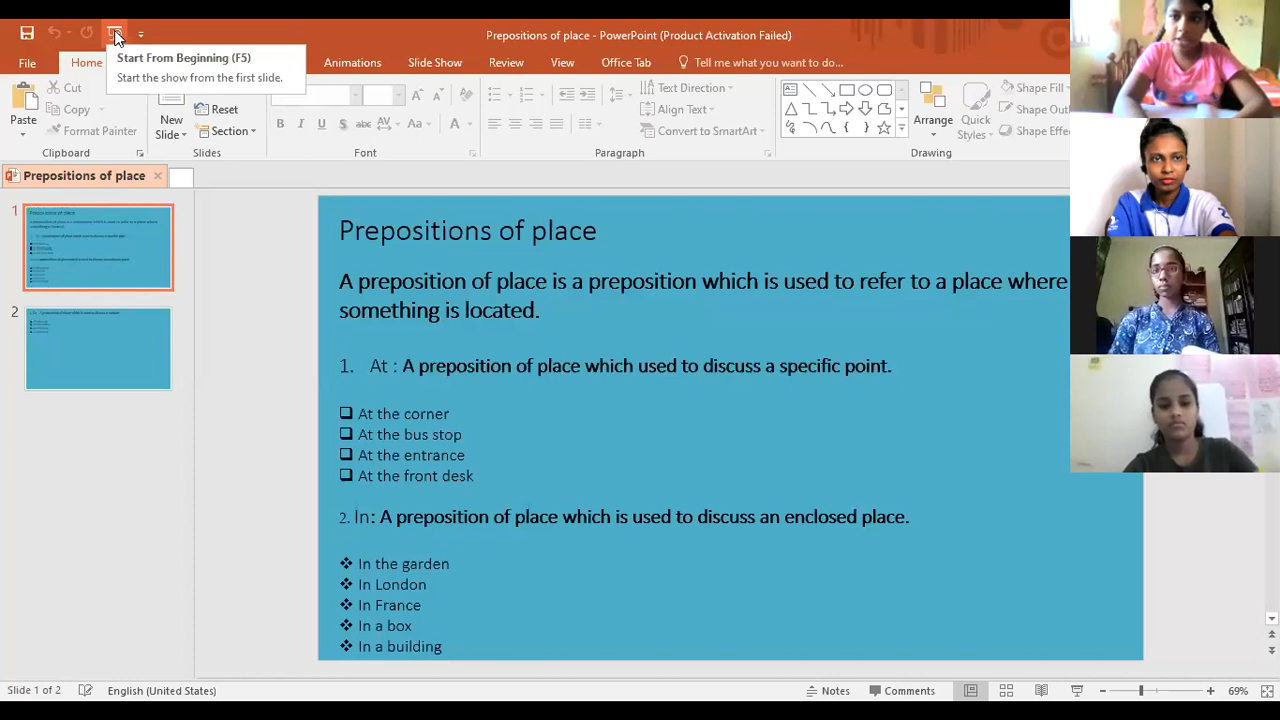 Prepositions of place - PowerPoint (Product Activation Failed)
Start From Beginning (F5)
Start the show from the first slide.
File
Home
Animations
Slide Show
Review
View
Office Tab
Tell me what you want to do...
Paste
Cut
Copy
Format Painter
Clipboard
New
Slide
Reset
Section
Slides
B I U S abc AV Aa A
Font
Paragraph
Text Direction
Align Text
Convert to SmartArt
Arrange
Quick
Styles
Shape Fill
Shape Outl
Shape Effe
Drawing
Prepositions of place
1
2
Prepositions of place
A preposition of place is a preposition which is used to refer to a place where
something is located.
1. At : A preposition of place which used to discuss a specific point.
At the corner
At the bus stop
At the entrance
At the front desk
2. In: A preposition of place which is used to discuss an enclosed place.
In the garden
In London
In France
In a box
In a building
Slide 1 of 2
English (United States)
Notes
Comments
69%